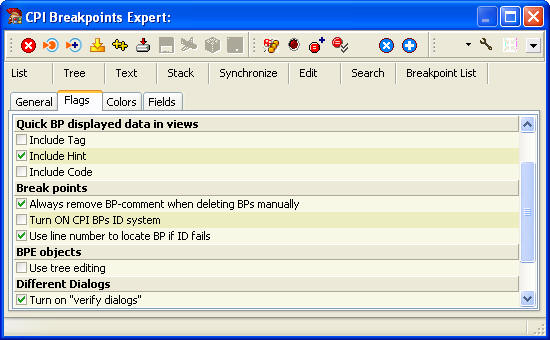 CPI Breakpoints Expert:
List Tree Text Stack Synchronize Edit Search Breakpoint List
General Flags Colors Fields
Quick BP displayed data in views
Include Tag
Include Hint
Include Code
Break points
Always remove BP-comment when deleting BPs manually
Turn ON CPI BPs ID system
Use line number to locate BP if ID fails
BPE objects
Use tree editing
Different Dialogs
Turn on "verify dialogs"